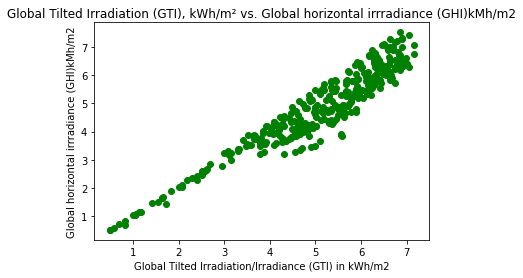 Global Tilted Irradiation (GTI), kWh/m² vs. Global horizontal irrradiance (GHI)kMh/m2
Global horizontal irrradiance (GHI)kMh/m2
7
6
5
4
3
2
1
1 2 3 4 5 6 7
Global Tilted Irradiation/Irradiance (GTI) in kWh/m2